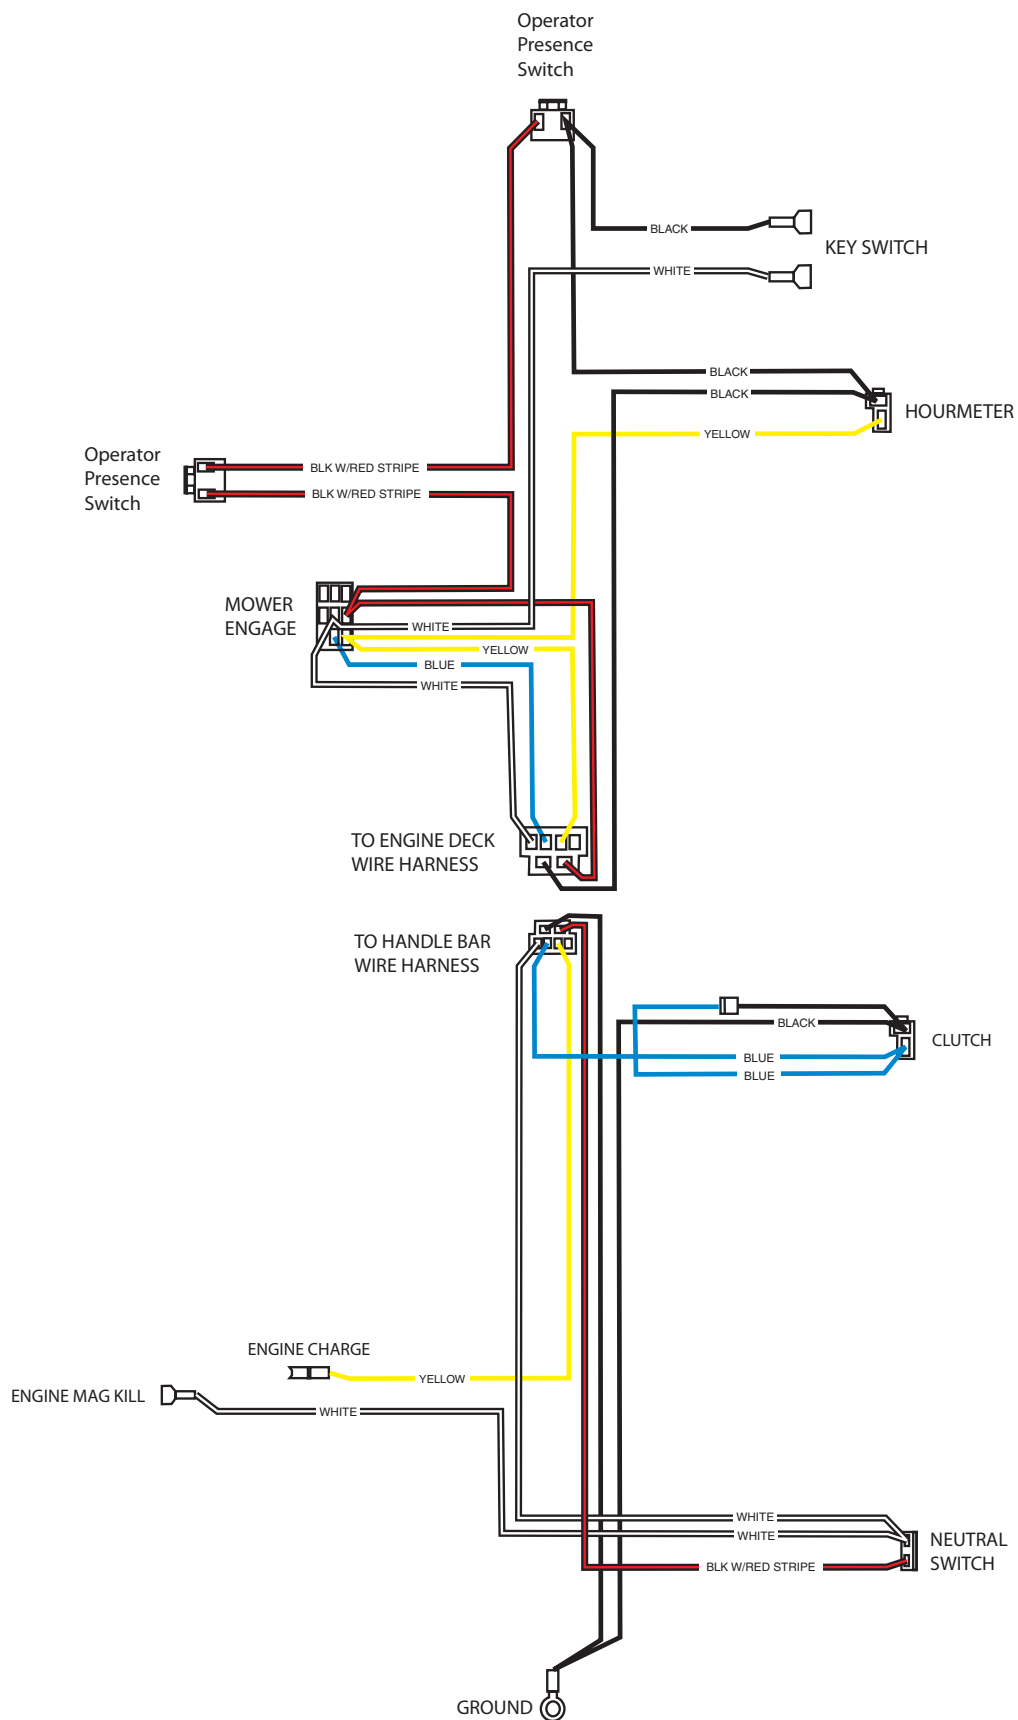 Operator
Presence
Switch
BLACK
KEY SWITCH
WHITE
BLACK
BLACK
HOURMETER
YELLOW
Operator
Presence
Switch
BLK W/RED STRIPE
BLK W/RED STRIPE
MOWER
ENGAGE
WHITE
YELLOW
BLUE
WHITE
TO ENGINE DECK
WIRE HARNESS
TO HANDLE BAR
WIRE HARNESS
BLACK
CLUTCH
BLUE
BLUE
ENGINE CHARGE
YELLOW
ENGINE MAG KILL
WHITE
WHITE
WHITE
NEUTRAL
SWITCH
BLK W/RED STRIPE
GROUND